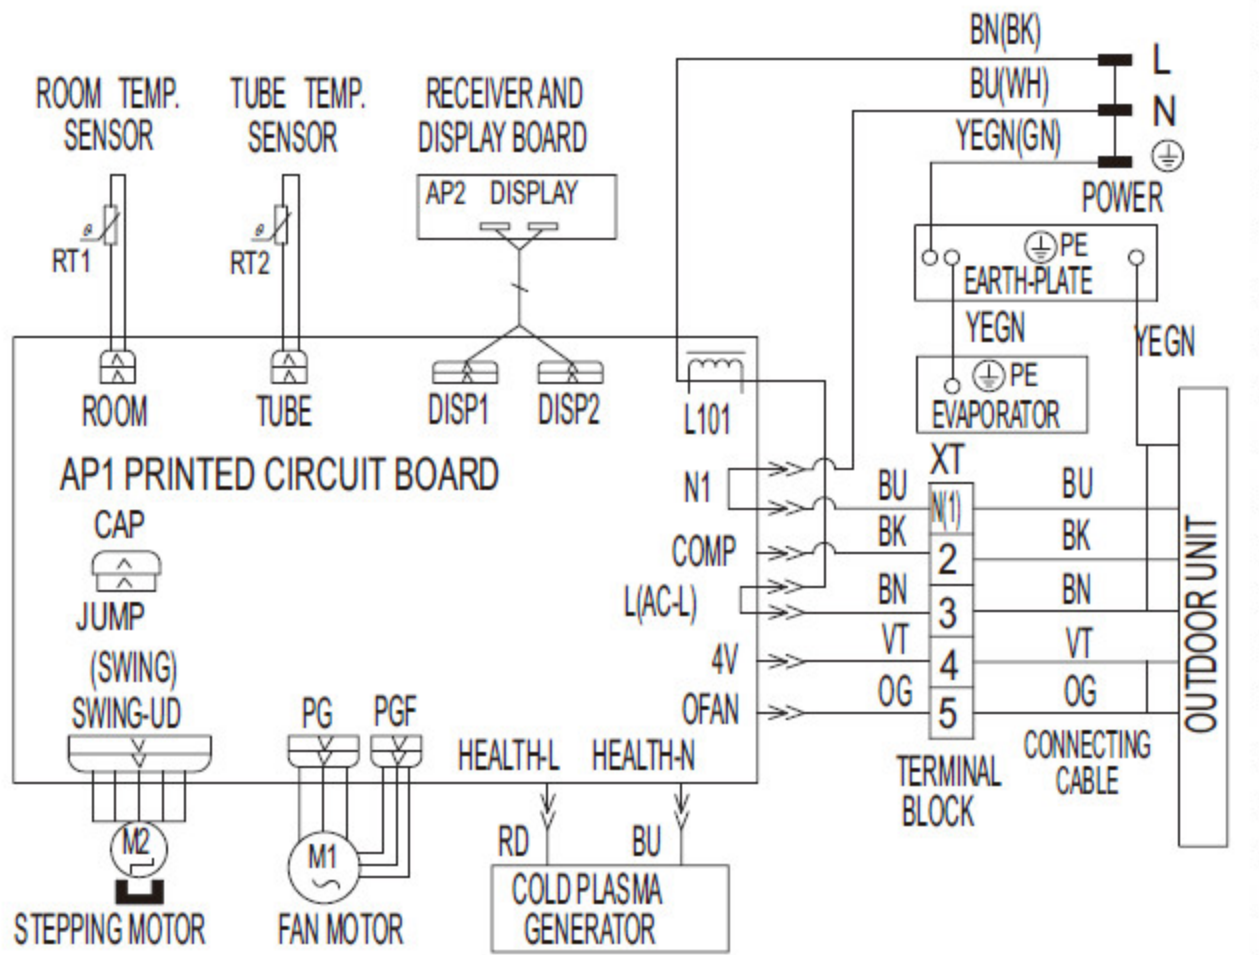 BN(BK)
L
ROOM TEMP.
SENSOR
TUBE TEMP.
SENSOR
RECEIVER AND
DISPLAY BOARD
BU(WH)
N
YEGN(GN)
POWER
AP2 DISPLAY
θ
RT1
θ
RT2
PE
EARTH-PLATE
YEGN
YEGN
PE
EVAPORATOR
ROOM
TUBE
DISP1
DISP2
L101
AP1 PRINTED CIRCUIT BOARD
N1
XT
BU
N(1)
BU
CAP
JUMP
COMP
BK
2
BK
L(AC-L)
BN
3
BN
4V
VT
4
VT
OFAN
OG
5
OG
OUTDOOR UNIT
(SWING)
SWING-UD
PG
PGF
HEALTH-L
HEALTH-N
TERMINAL
BLOCK
CONNECTING
CABLE
M2
M1
RD
BU
STEPPING MOTOR
FAN MOTOR
COLD PLASMA
GENERATOR